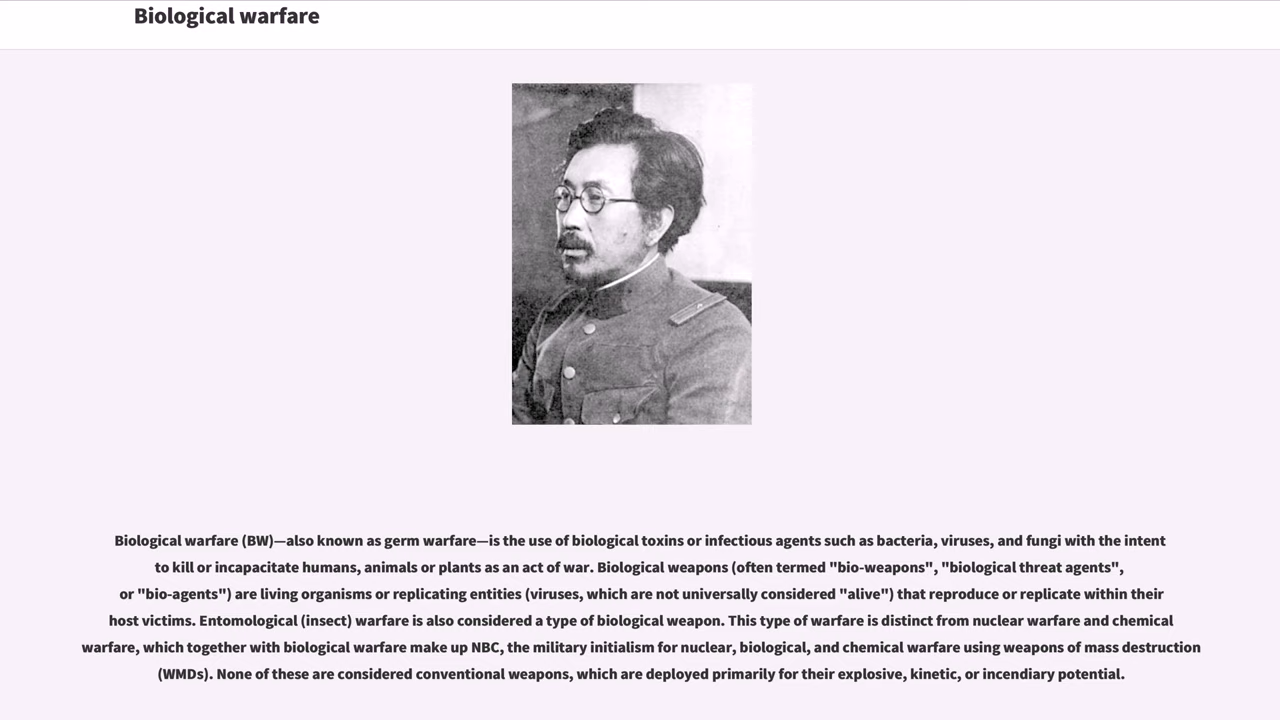 Biological warfare
Biological warfare (BW)—also known as germ warfare—is the use of biological toxins or infectious agents such as bacteria, viruses, and fungi with the intent
to kill or incapacitate humans, animals or plants as an act of war. Biological weapons (often termed "bio-weapons", "biological threat agents",
or "bio-agents") are living organisms or replicating entities (viruses, which are not universally considered "alive") that reproduce or replicate within their
host victims. Entomological (insect) warfare is also considered a type of biological weapon. This type of warfare is distinct from nuclear warfare and chemical
warfare, which together with biological warfare make up NBC, the military initialism for nuclear, biological, and chemical warfare using weapons of mass destruction
(WMDs). None of these are considered conventional weapons, which are deployed primarily for their explosive, kinetic, or incendiary potential.